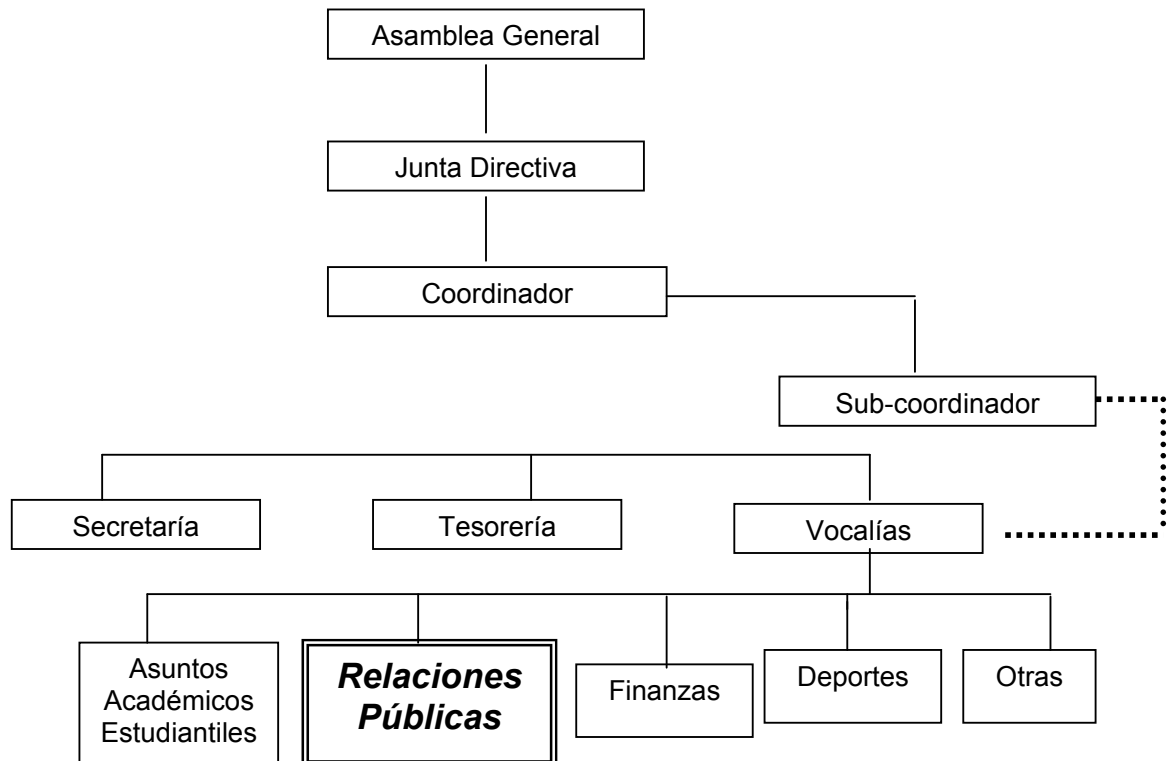 Asamblea General
Junta Directiva
Coordinador
Sub-coordinador
Secretaría
Tesorería
Vocalías
Asuntos
Académicos
Estudiantiles
Relaciones
Públicas
Finanzas
Deportes
Otras